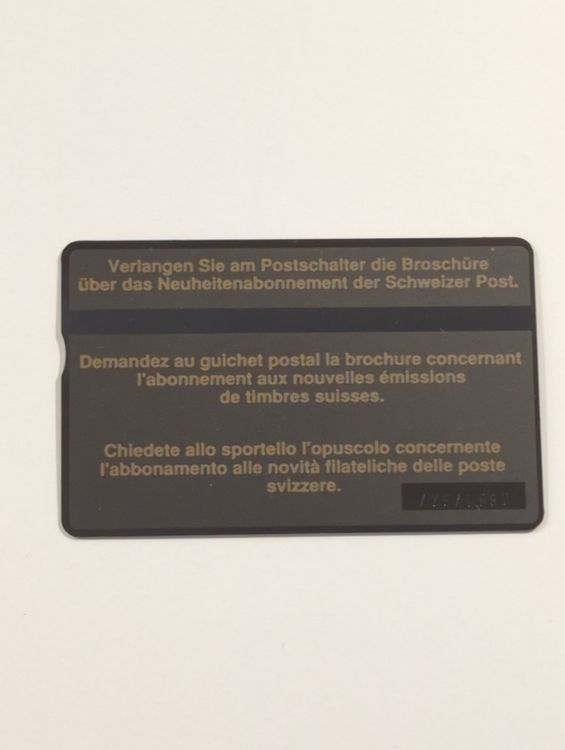 Verlangen Sie am Postschalter die Broschüre
über das Neuheitenabonnement der Schweizer Post.
Demandez au guichet postal la brochure concernant
l'abonnement aux nouvelles émissions
de timbres suisses.
Chiedete allo sportello l'opuscolo concernente
l'abbonamento alle novità filateliche delle poste
svizzere.